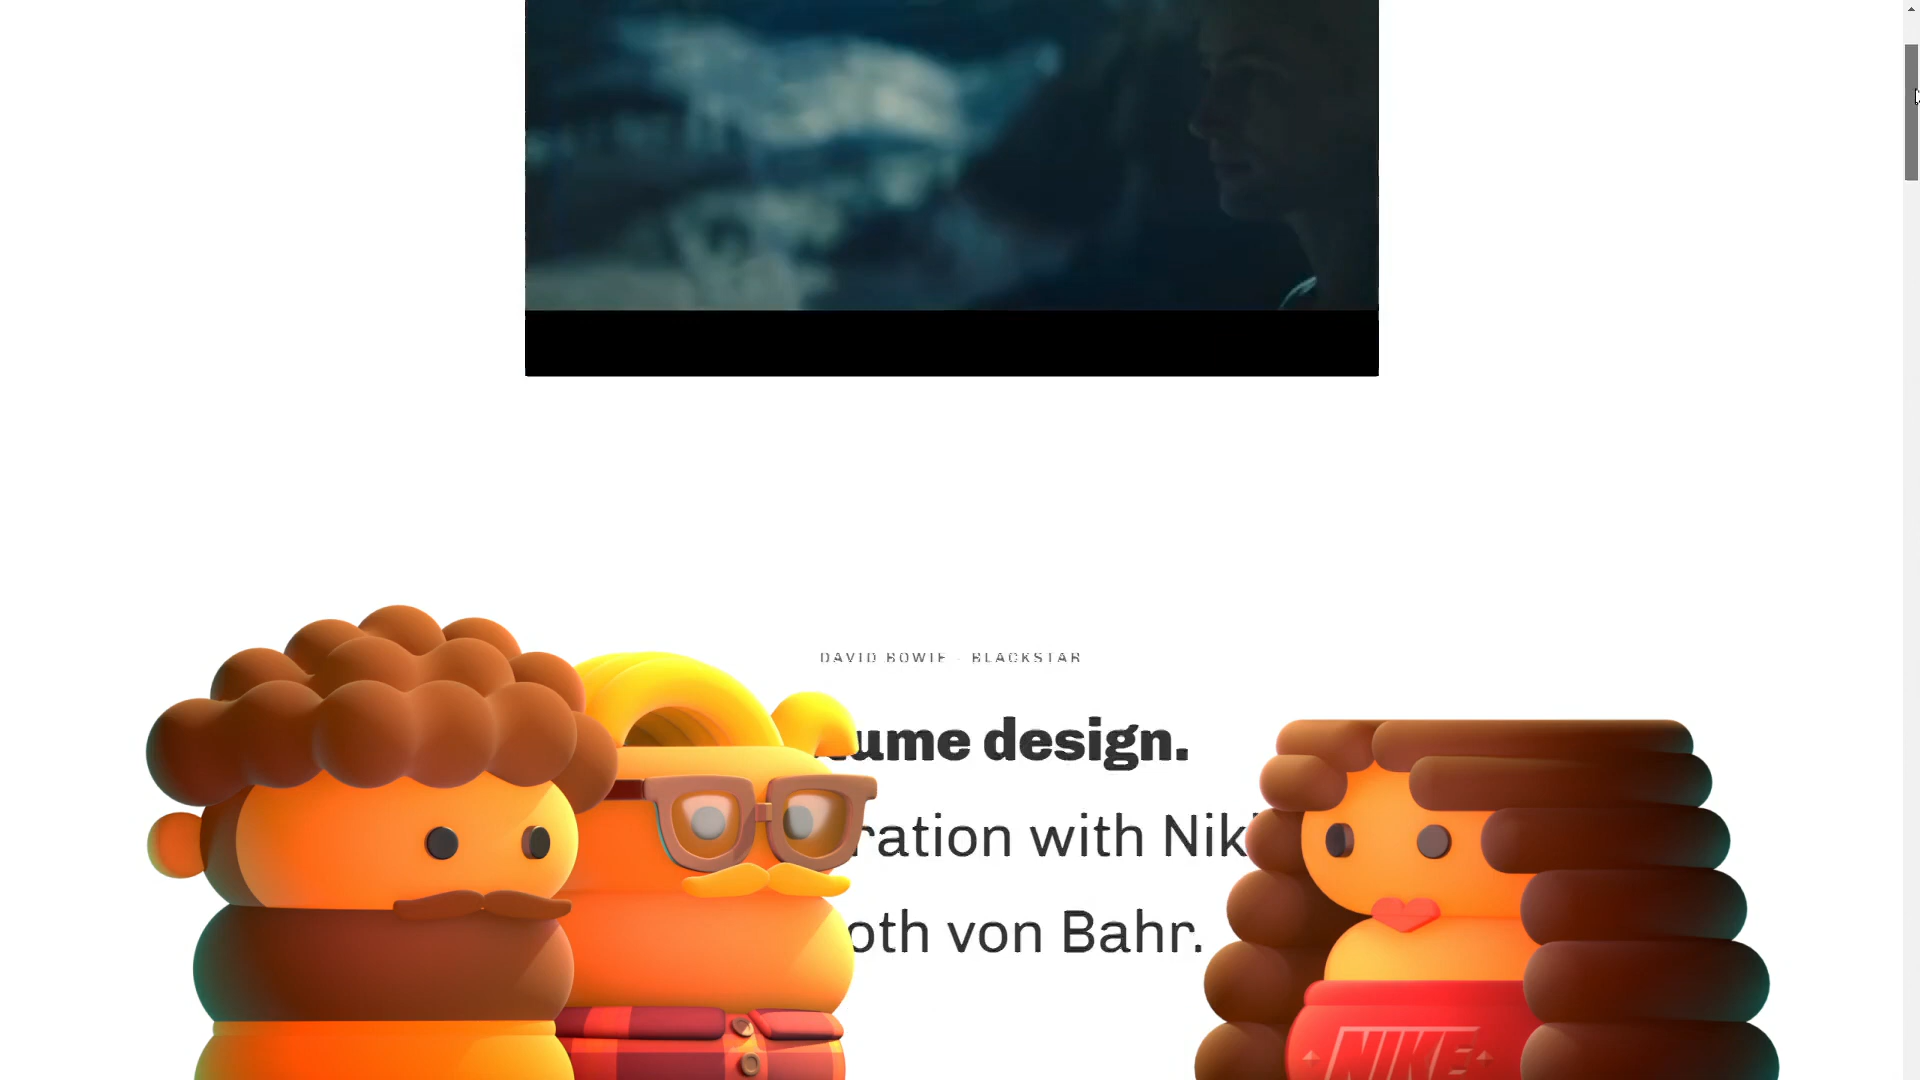 DAVID BOWIE - BLACKSTAR
ume design.
ration with Nik
oth von Bahr.
NIKE